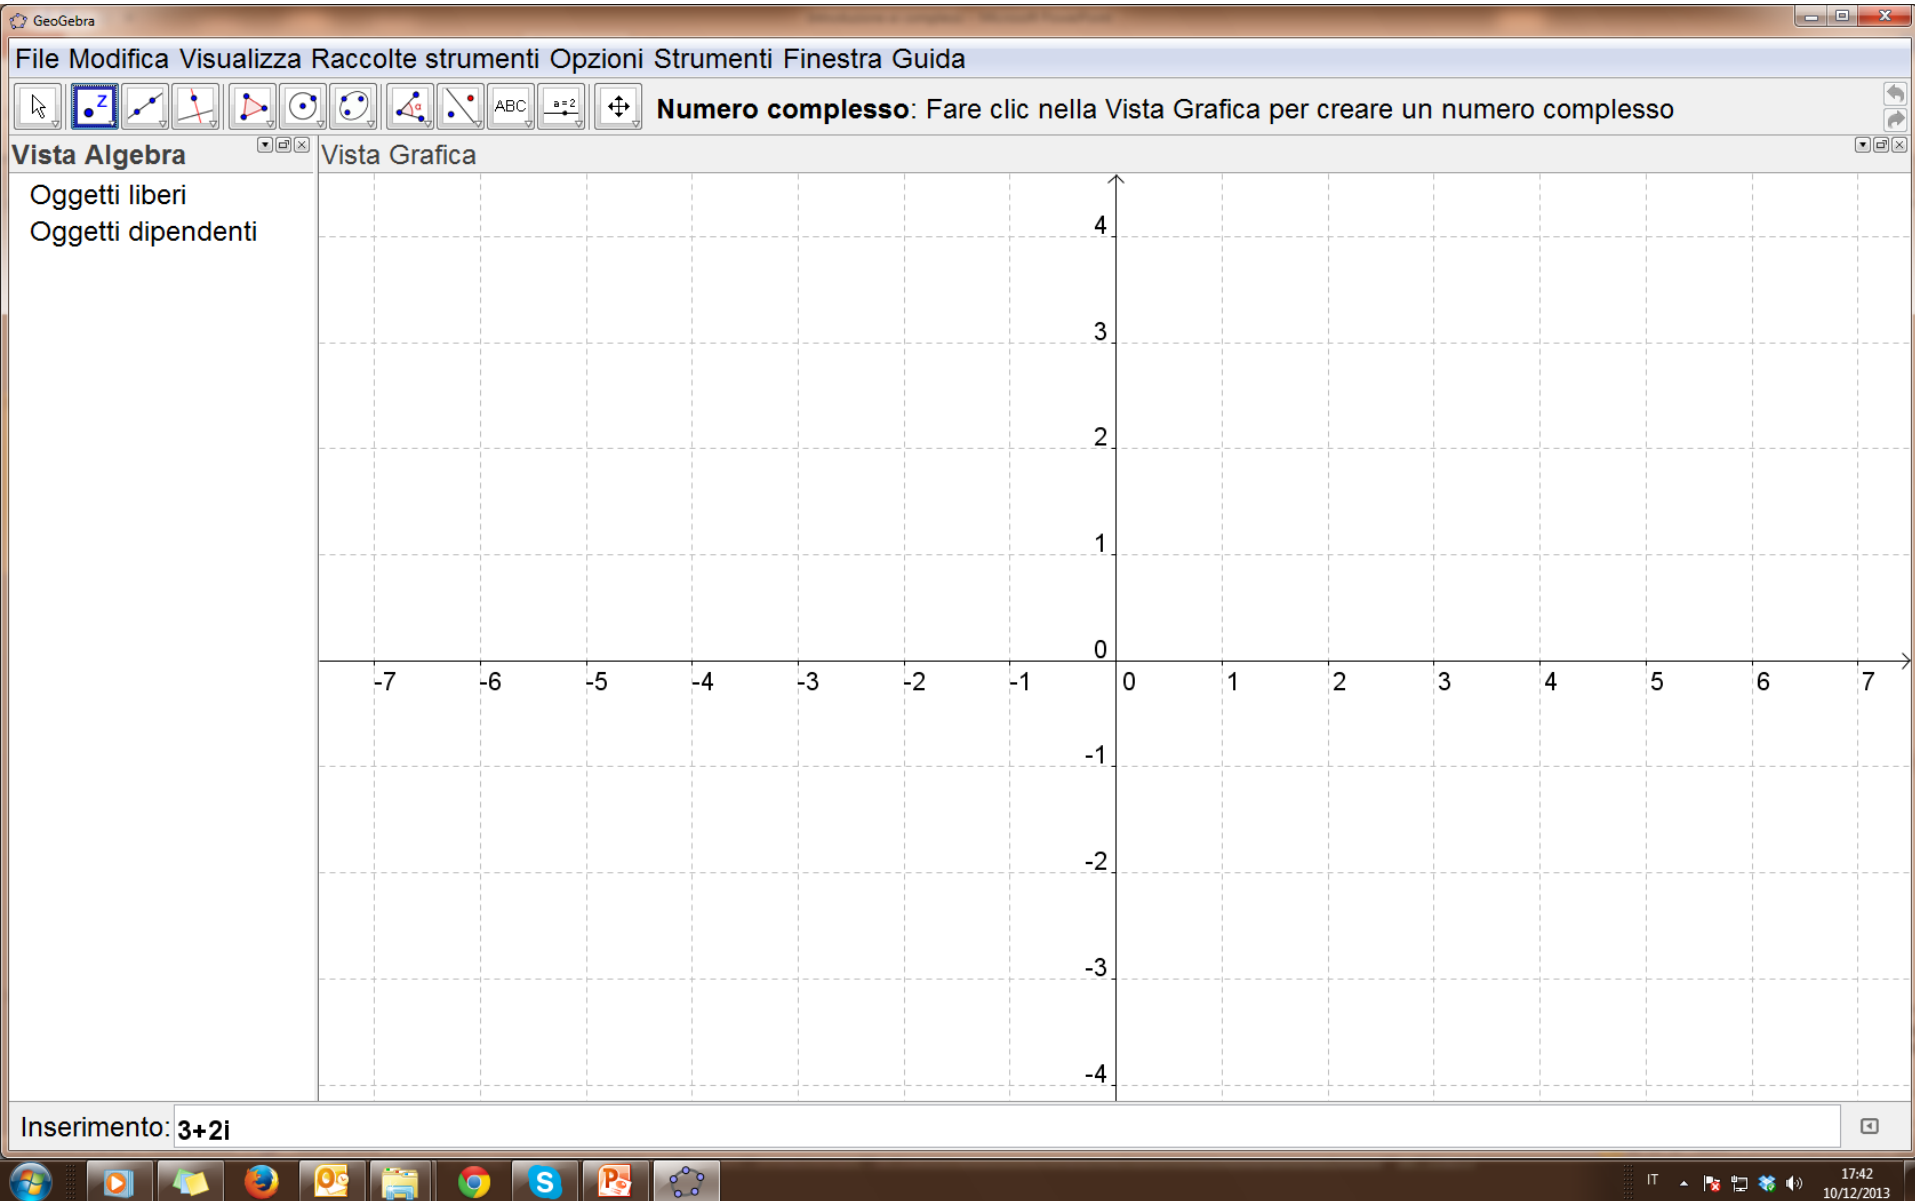 GeoGebra
File Modifica Visualizza Raccolte strumenti Opzioni Strumenti Finestra Guida
z α ABC a=2 Numero complesso: Fare clic nella Vista Grafica per creare un numero complesso
Vista Algebra
Vista Grafica
Oggetti liberi
Oggetti dipendenti
4
3
2
1
0
-7 -6 -5 -4 -3 -2 -1 0 1 2 3 4 5 6 7
-1
-2
-3
-4
Inserimento: 3+2i
IT
17:42
10/12/2013